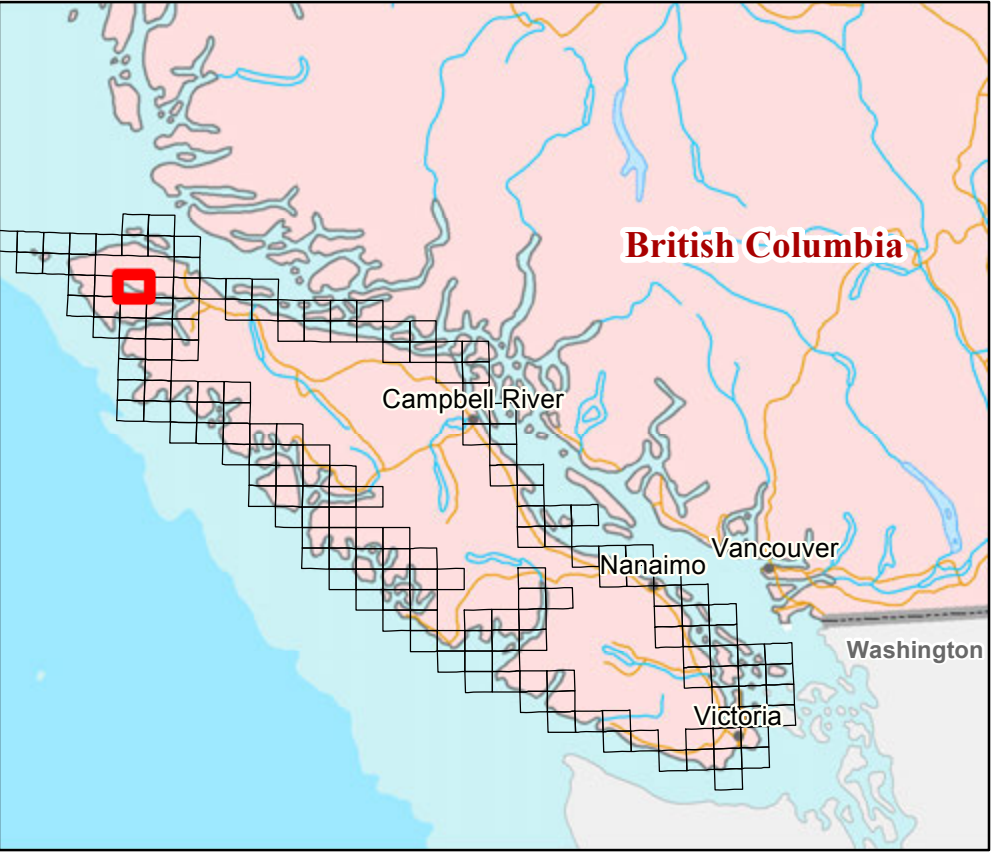 British Columbia
Campbell River
Vancouver
Nanaimo
Washington
Victoria